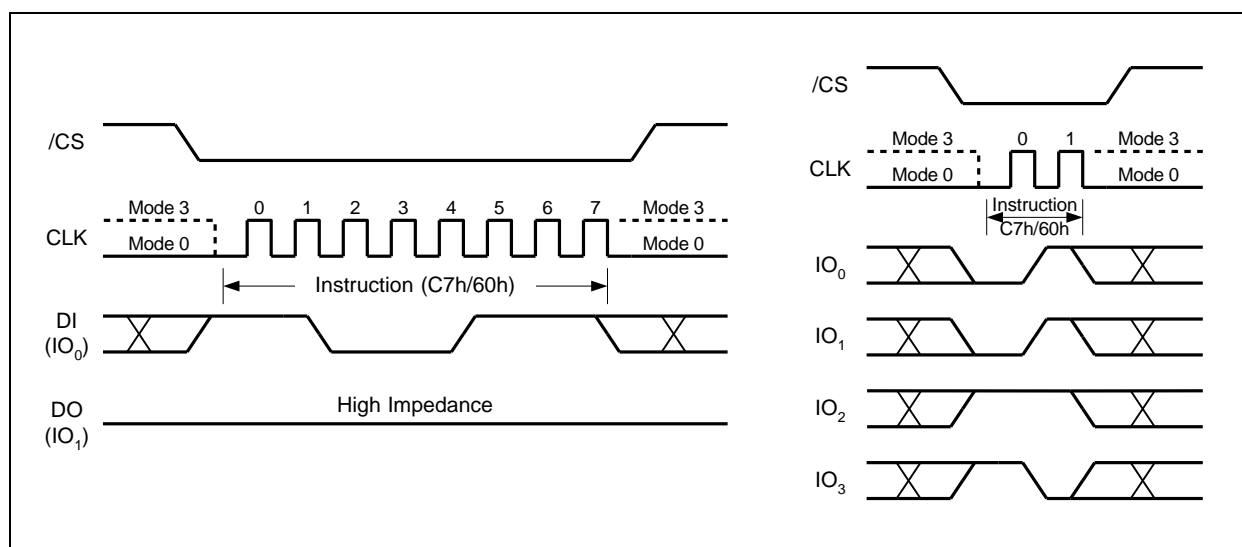 /CS
Mode 3
0 1 2 3 4 5 6 7
Mode 3
CLK
Mode 0
Mode 0
Instruction (C7h/60h)
DI
(IO0)
High Impedance
DO
(IO1)
/CS
Mode 3
0 1
Mode 3
CLK
Mode 0
Mode 0
Instruction
C7h/60h
IO0
IO1
IO2
IO3